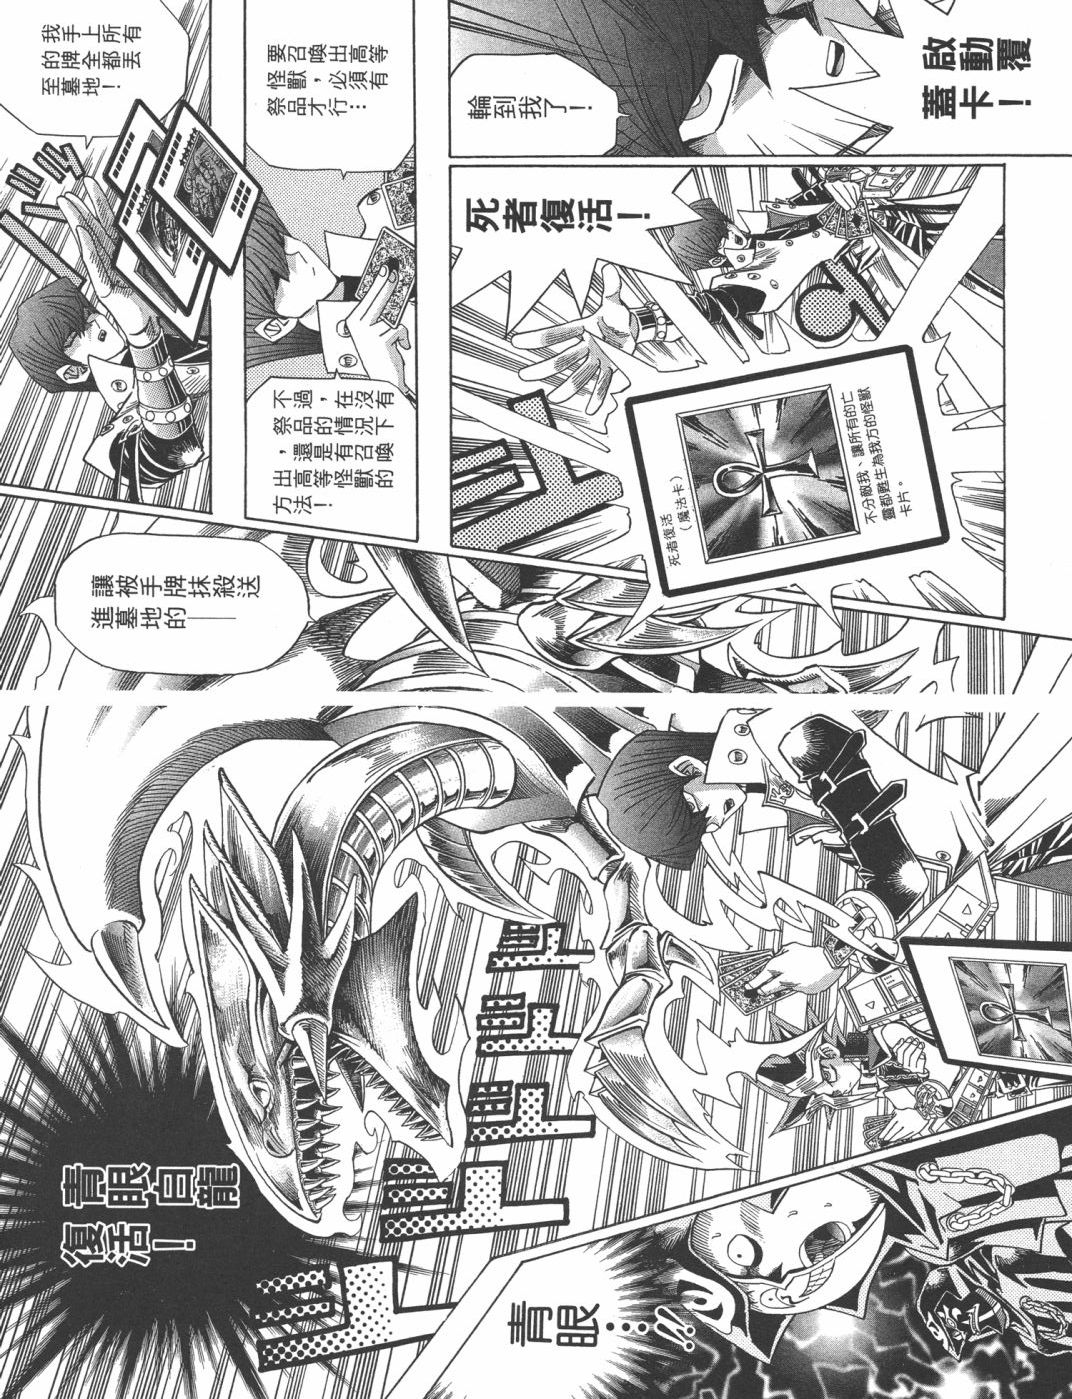 啟動覆
蓋卡！
輪到我了！
要召喚出高等
怪獸，必須有
祭品才行…
不過，在沒有
祭品的情況下
，還是有召喚
出高等怪獸的
方法！
我手上所有
的牌全都丟
至墓地！
死者復活！
死者復活
（魔法卡）
不分敵我、讓所有的亡
靈都甦生為我方的怪獸
卡片。
讓被手牌抹殺送
進墓地的——
青眼白龍
復活！
青眼……!!